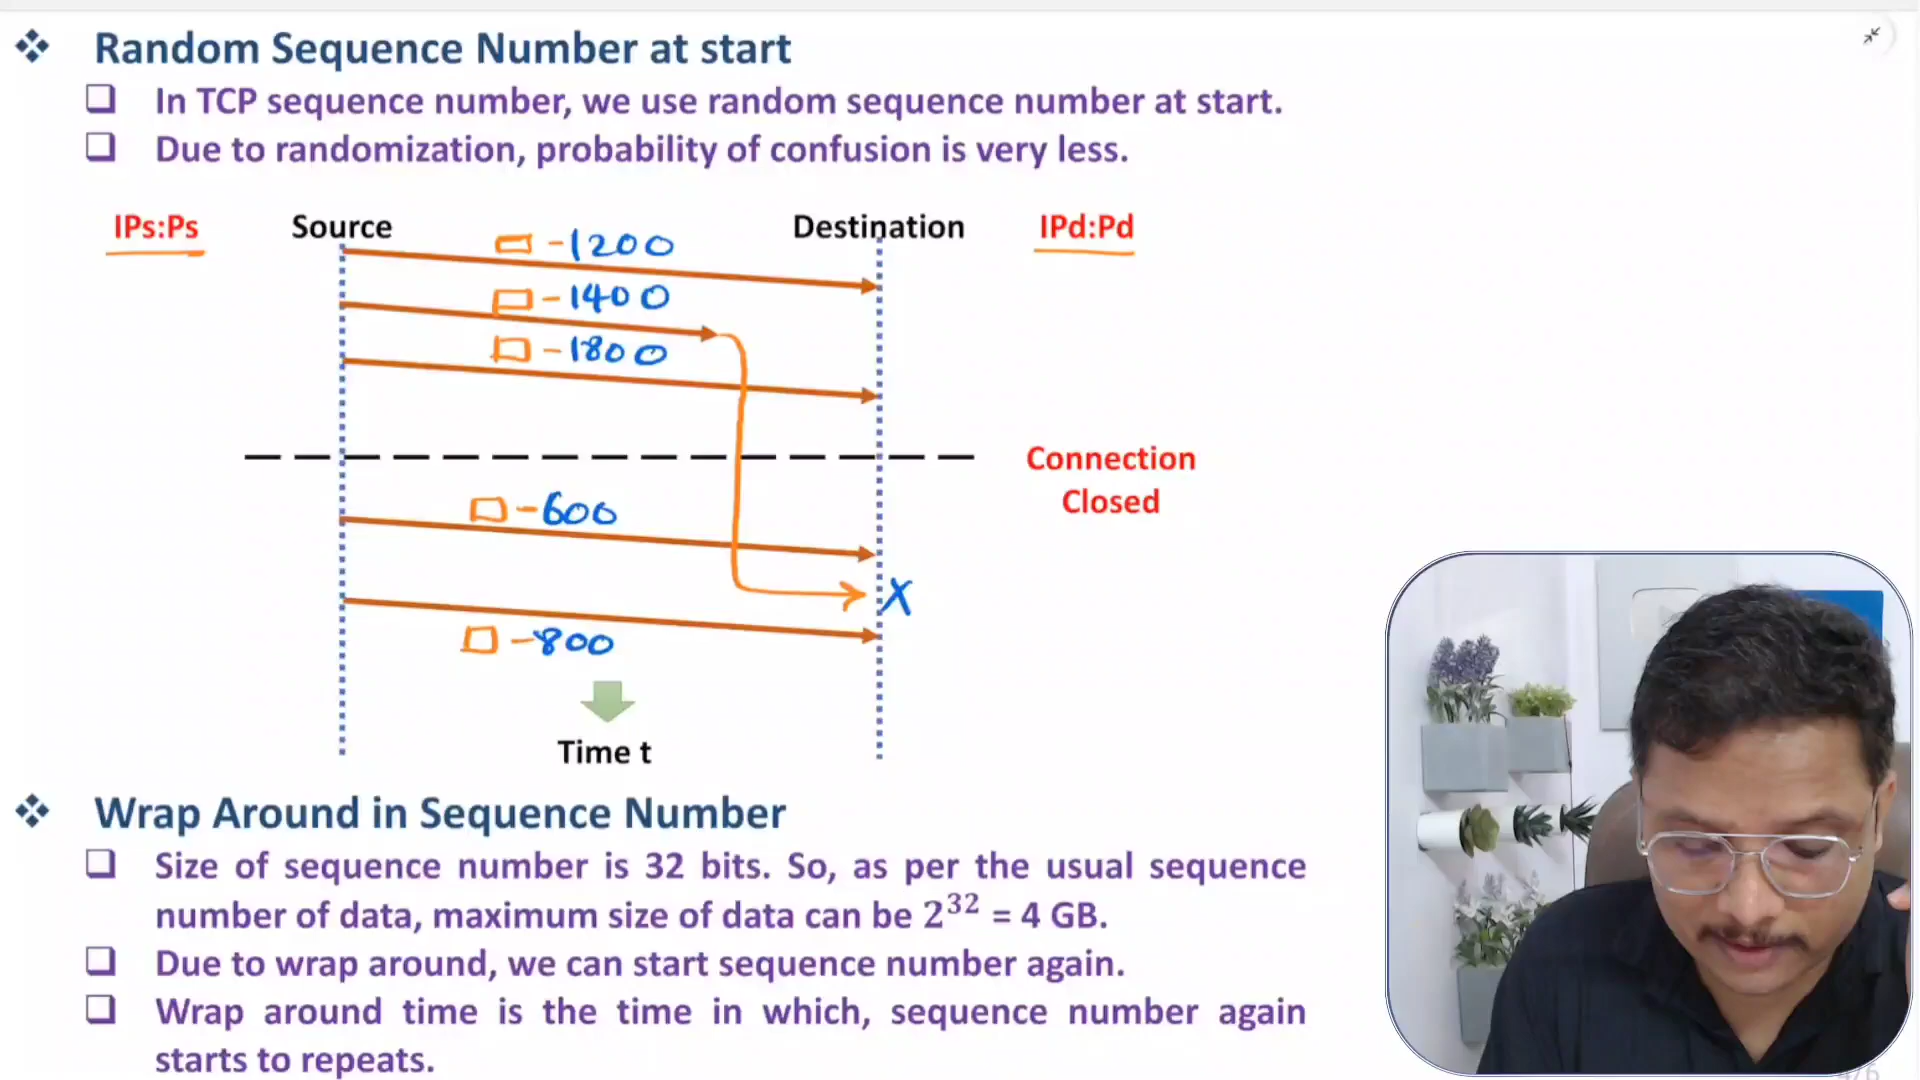 Random Sequence Number at start
In TCP sequence number, we use random sequence number at start.
Due to randomization, probability of confusion is very less.
IPs:Ps Source Destination IPd:Pd
-1200
-1400
-1800
Connection
Closed
-600
X
-800
Time t
Wrap Around in Sequence Number
Size of sequence number is 32 bits. So, as per the usual sequence
number of data, maximum size of data can be 2³² = 4 GB.
Due to wrap around, we can start sequence number again.
Wrap around time is the time in which, sequence number again
starts to repeats.